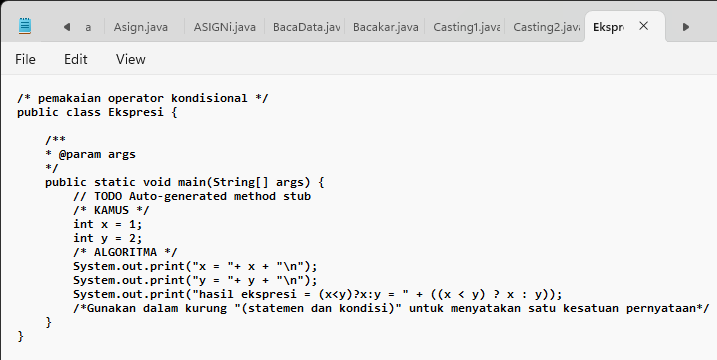 a Asign.java ASIGNi.java BacaData.jav Bacakar.java Casting1.java Casting2.java Ekspre
File Edit View
/* pemakaian operator kondisional */
public class Ekspresi {
/**
* @param args
*/
public static void main(String[] args) {
// TODO Auto-generated method stub
/* KAMUS */
int x = 1;
int y = 2;
/* ALGORITMA */
System.out.print("x = "+ x + "\n");
System.out.print("y = "+ y + "\n");
System.out.print("hasil ekspresi = (x<y)?x:y = " + ((x < y) ? x : y));
/*Gunakan dalam kurung "(statemen dan kondisi)" untuk menyatakan satu kesatuan pernyataan*/
}
}